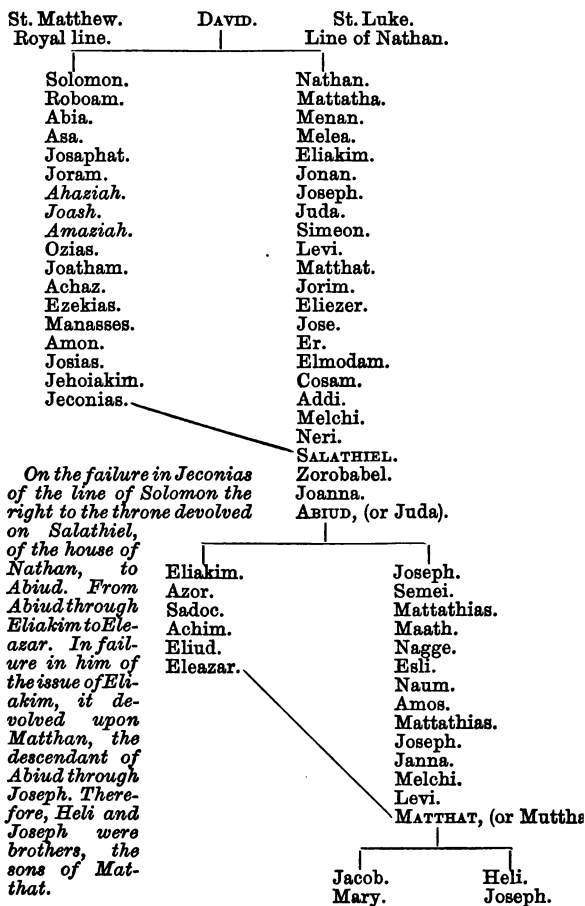 St. Matthew.
Royal line.
DAVID.
St. Luke.
Line of Nathan.
Solomon.
Roboam.
Abia.
Asa.
Josaphat.
Joram.
Ahaziah.
Joash.
Amaziah.
Ozias.
Joatham.
Achaz.
Ezekias.
Manasses.
Amon.
Josias.
Jehoiakim.
Jeconias.
Nathan.
Mattatha.
Menan.
Melea.
Eliakim.
Jonan.
Joseph.
Juda.
Simeon.
Levi.
Matthat.
Jorim.
Eliezer.
Jose.
Er.
Elmodam.
Cosam.
Addi.
Melchi.
Neri.
SALATHIEL.
Zorobabel.
Joanna.
ABIUD, (or Juda).
On the failure in Jeconias
of the line of Solomon the
right to the throne devolved
on Salathiel,
of the house of
Nathan, to
Abiud. From
Abiud through
Eliakim to Ele-
azar. In fail-
ure in him of
the issue of Eli-
akim, it de-
volved upon
Matthan, the
descendant of
Abiud through
Joseph. There-
fore, Heli and
Joseph were
brothers, the
sons of Mat-
that.
Eliakim.
Azor.
Sadoc.
Achim.
Eliud.
Eleazar.
Joseph.
Semei.
Mattathias.
Maath.
Nagge.
Esli.
Naum.
Amos.
Mattathias.
Joseph.
Janna.
Melchi.
Levi.
MATTHAT, (or Muttha
Jacob.
Mary.
Heli.
Joseph.